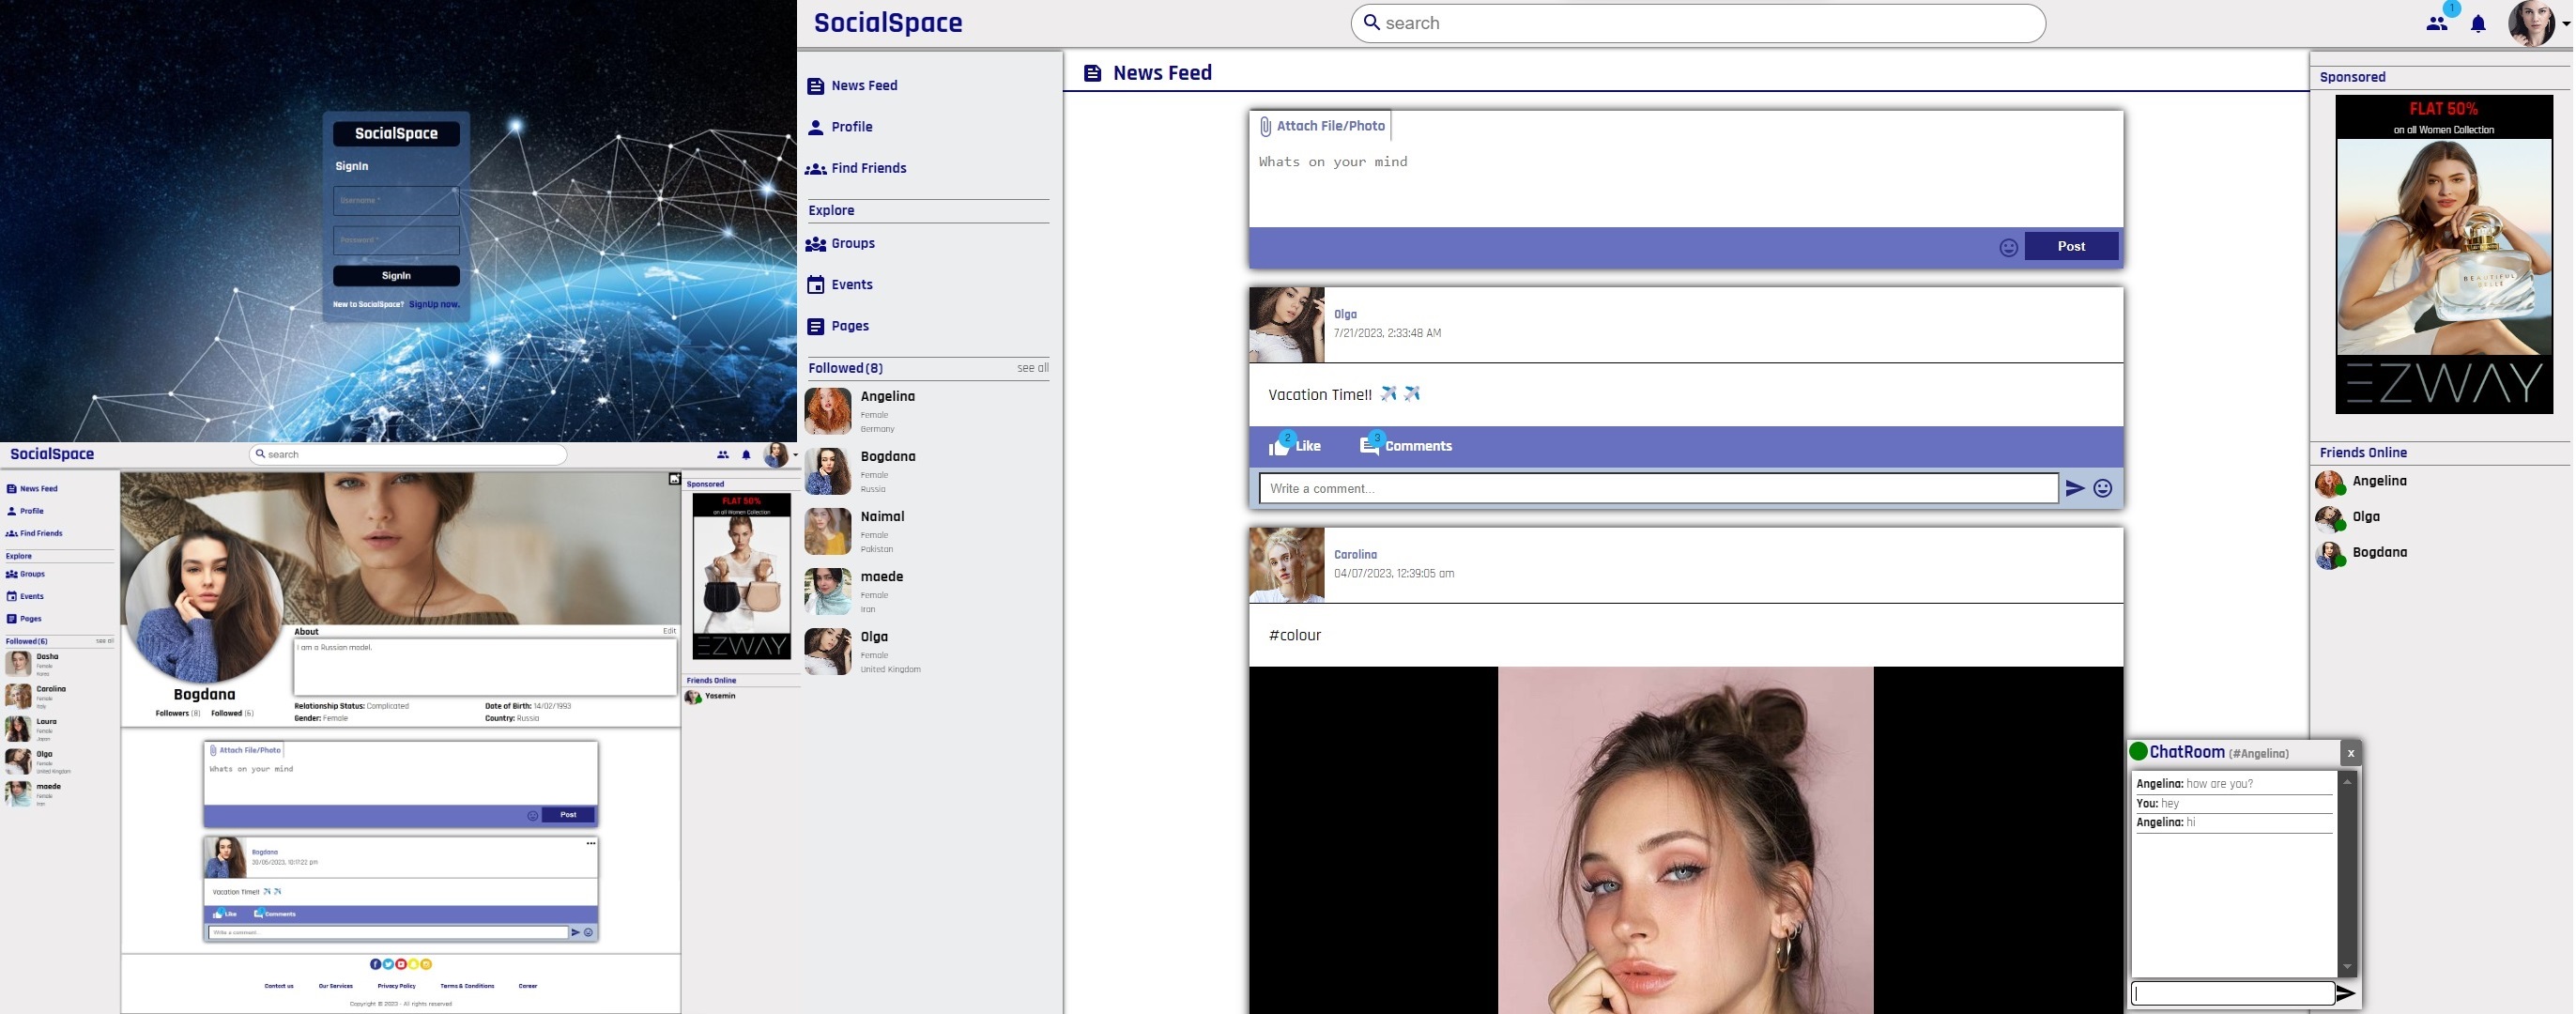 SocialSpace
SignIn
Username *
Password *
SignIn
New to SocialSpace? SignUp now.
SocialSpace
search
1
News Feed
Profile
Find Friends
Explore
Groups
Events
Pages
Followed(8)
see all
Angelina
Female
Germany
Bogdana
Female
Russia
Naimal
Female
Pakistan
maede
Female
Iran
Olga
Female
United Kingdom
News Feed
Attach File/Photo
Whats on your mind
Post
Olga
7/21/2023, 2:33:48 AM
Vacation Time!! ✈️ ✈️
2
Like
3
Comments
Write a comment...
Carolina
04/07/2023, 12:39:05 am
#colour
Sponsored
FLAT 50%
on all Women Collection
BEAUTIFUL
BELLE
EZWAY
Friends Online
Angelina
Olga
Bogdana
ChatRoom (#Angelina)
x
Angelina: how are you?
You: hey
Angelina: hi
SocialSpace
search
News Feed
Profile
Find Friends
Explore
Groups
Events
Pages
Followed(6)
see all
Dasha
Female
Carolina
Female
Italy
Laura
Female
Japan
Olga
Female
United Kingdom
maede
Female
Iran
Bogdana
Followers (8)
Followed (6)
About
Edit
I am a Russian model.
Relationship Status: Complicated
Date of Birth: 14/02/1993
Gender: Female
Country: Russia
Attach File/Photo
Whats on your mind
Post
Bogdana
Vacation Time!! ✈️ ✈️
Like
Comments
Write a comment...
Contact us
Our Services
Privacy Policy
Terms & Conditions
Career
Copyright © 2023 - All rights reserved
Sponsored
FLAT 50%
on all Women Collection
EZWAY
Friends Online
Yasemin